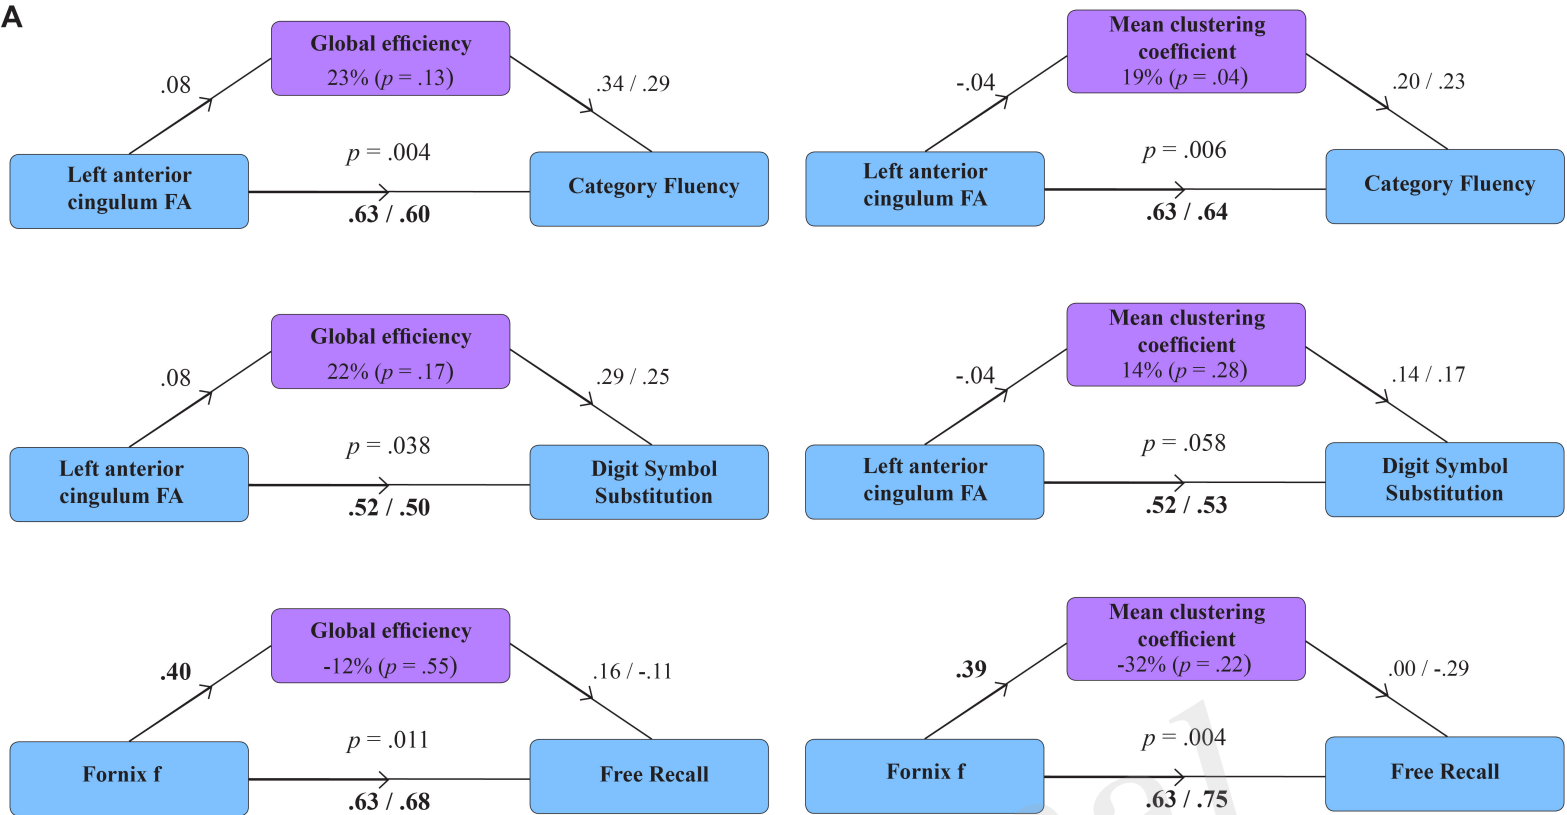 A
Global efficiency
23% (p = .13)
.08
.34 / .29
p = .004
Left anterior
cingulum FA
Category Fluency
.63 / .60
Mean clustering
coefficient
19% (p = .04)
-.04
.20 / .23
p = .006
Left anterior
cingulum FA
Category Fluency
.63 / .64
Global efficiency
22% (p = .17)
.08
.29 / .25
p = .038
Left anterior
cingulum FA
Digit Symbol
Substitution
.52 / .50
Mean clustering
coefficient
14% (p = .28)
-.04
.14 / .17
p = .058
Left anterior
cingulum FA
Digit Symbol
Substitution
.52 / .53
Global efficiency
-12% (p = .55)
.40
.16 / -.11
p = .011
Fornix f
Free Recall
.63 / .68
Mean clustering
coefficient
-32% (p = .22)
.39
.00 / -.29
p = .004
Fornix f
Free Recall
.63 / .75